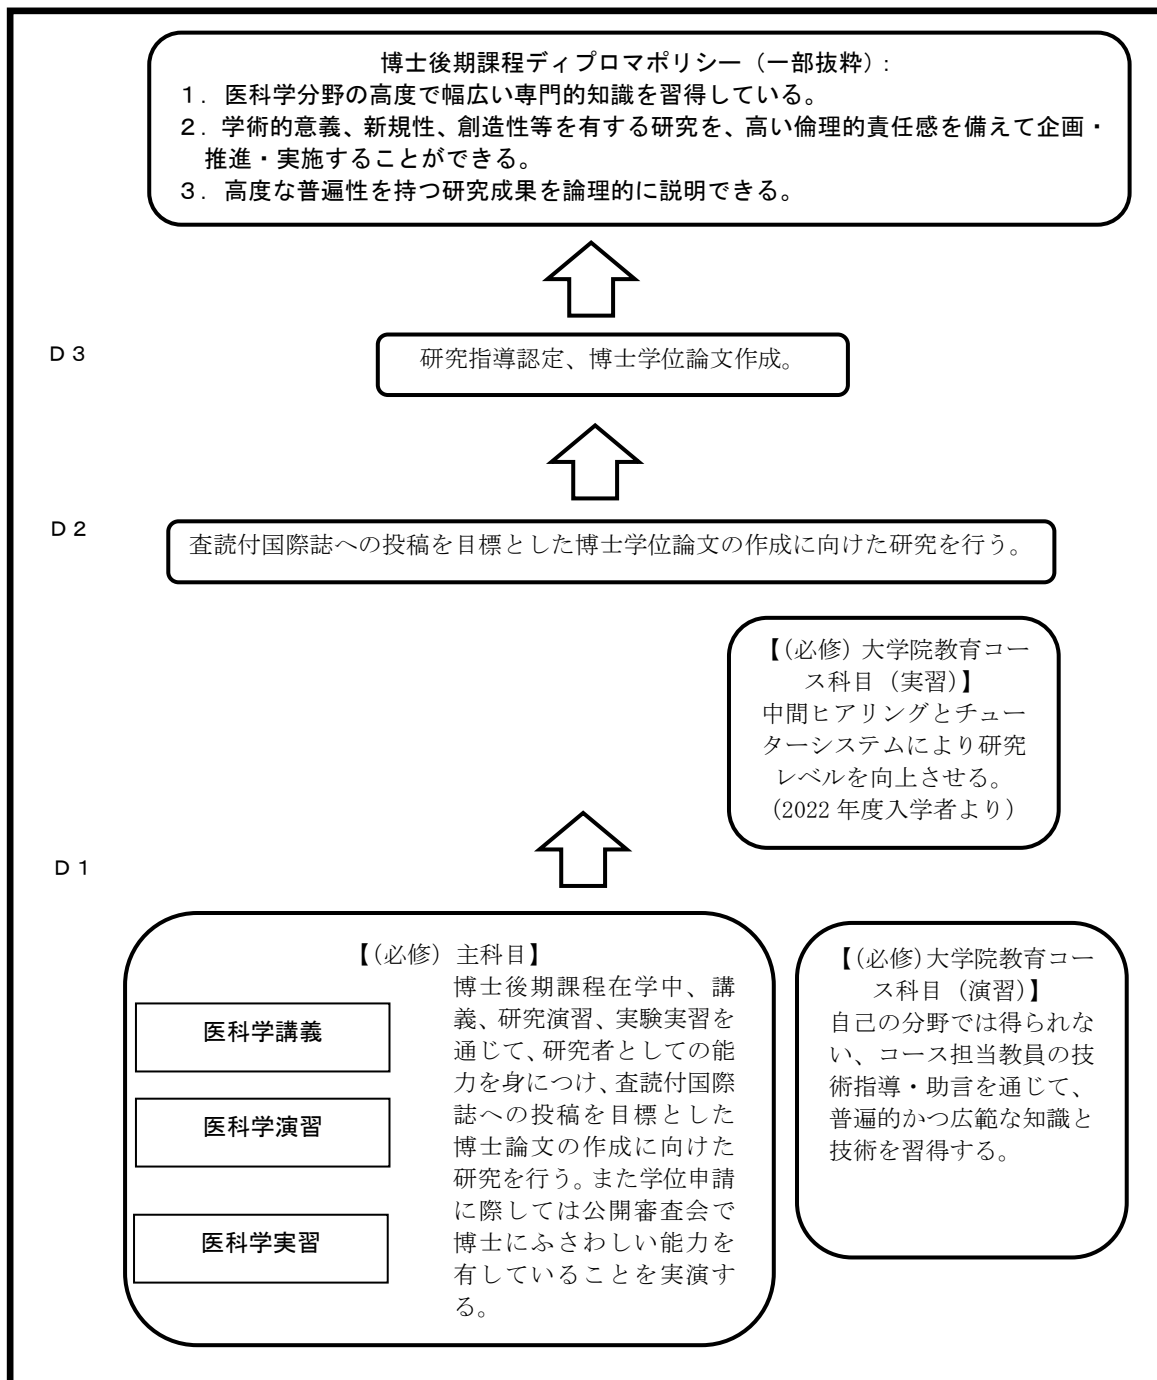 博士後期課程ディプロマポリシー（一部抜粋）：
１．医科学分野の高度で幅広い専門的知識を習得している。
２．学術的意義、新規性、創造性等を有する研究を、高い倫理的責任感を備えて企画・
推進・実施することができる。
３．高度な普遍性を持つ研究成果を論理的に説明できる。
Ｄ３
研究指導認定、博士学位論文作成。
Ｄ２
査読付国際誌への投稿を目標とした博士学位論文の作成に向けた研究を行う。
【（必修）大学院教育コー
ス科目（実習）】
中間ヒアリングとチュー
ターシステムにより研究
レベルを向上させる。
（2022 年度入学者より）
Ｄ１
【（必修）主科目】
医科学講義
医科学演習
医科学実習
博士後期課程在学中、講
義、研究演習、実験実習を
通じて、研究者としての能
力を身につけ、査読付国際
誌への投稿を目標とした
博士論文の作成に向けた
研究を行う。また学位申請
に際しては公開審査会で
博士にふさわしい能力を
有していることを実演す
る。
【（必修）大学院教育コー
ス科目（演習）】
自己の分野では得られな
い、コース担当教員の技
術指導・助言を通じて、
普遍的かつ広範な知識と
技術を習得する。